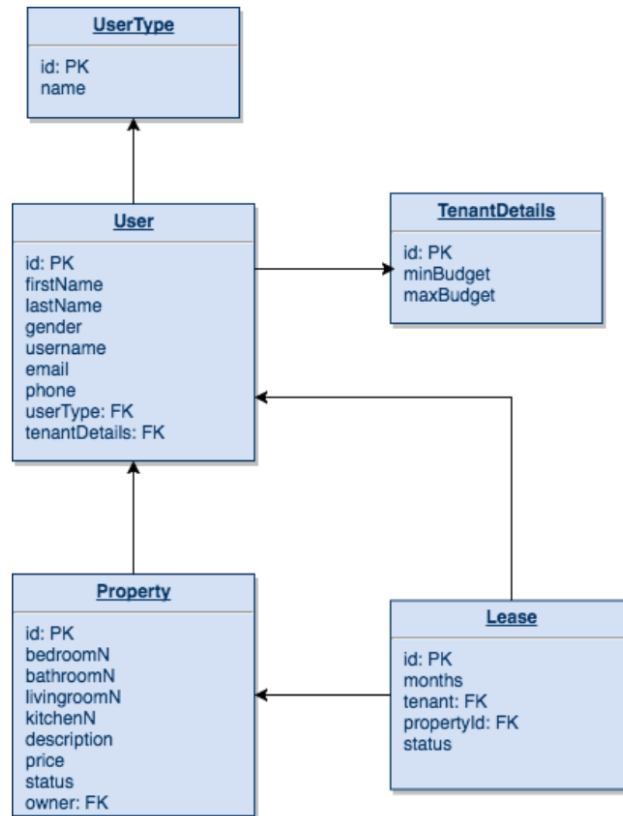 UserType
id: PK
name
User
id: PK
firstName
lastName
gender
username
email
phone
userType: FK
tenantDetails: FK
TenantDetails
id: PK
minBudget
maxBudget
Property
id: PK
bedroomN
bathroomN
livingroomN
kitchenN
description
price
status
owner: FK
Lease
id: PK
months
tenant: FK
propertyId: FK
status